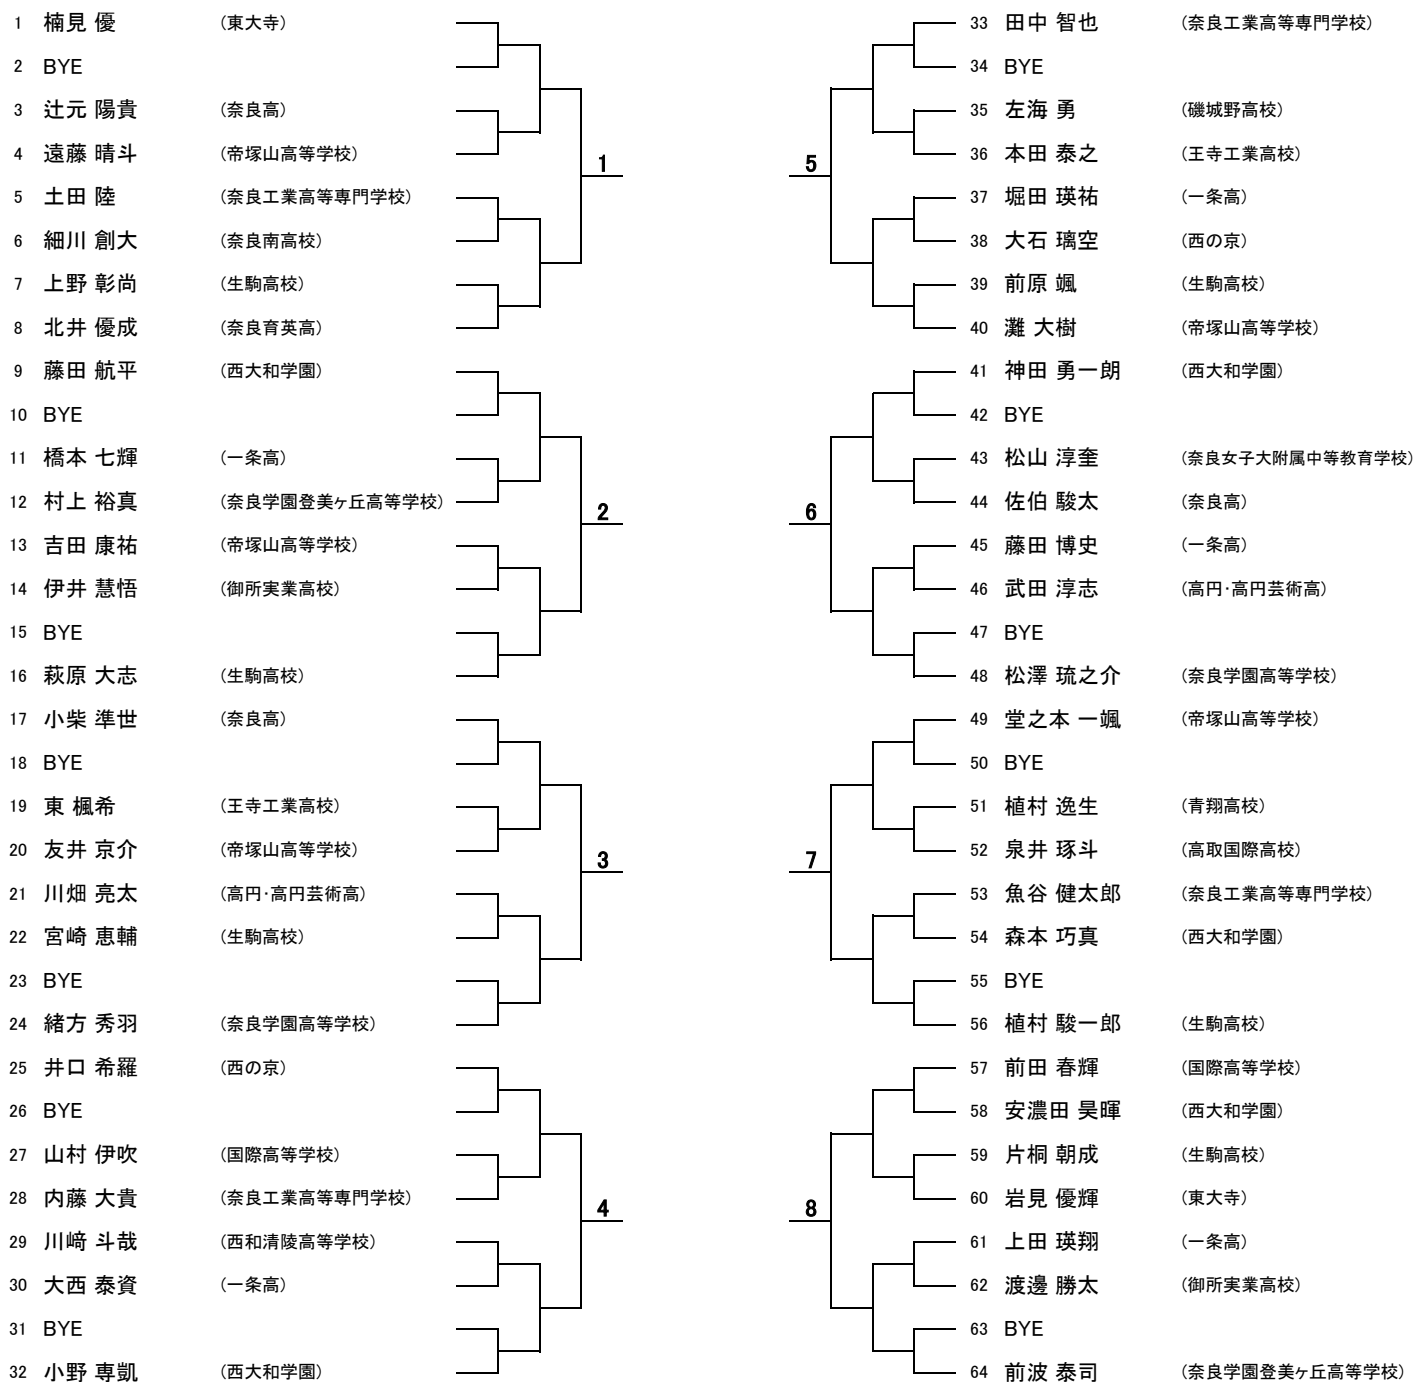 1 楠見 優 (東大寺)
2 BYE
3 辻元 陽貴 (奈良高)
4 遠藤 晴斗 (帝塚山高等学校)
5 土田 陸 (奈良工業高等専門学校)
6 細川 創大 (奈良南高校)
7 上野 彰尚 (生駒高校)
8 北井 優成 (奈良育英高)
1
9 藤田 航平 (西大和学園)
10 BYE
11 橋本 七輝 (一条高)
12 村上 裕真 (奈良学園登美ヶ丘高等学校)
13 吉田 康祐 (帝塚山高等学校)
14 伊井 慧悟 (御所実業高校)
15 BYE
16 萩原 大志 (生駒高校)
2
17 小柴 準世 (奈良高)
18 BYE
19 東 楓希 (王寺工業高校)
20 友井 京介 (帝塚山高等学校)
21 川畑 亮太 (高円･高円芸術高)
22 宮崎 恵輔 (生駒高校)
23 BYE
24 緒方 秀羽 (奈良学園高等学校)
3
25 井口 希羅 (西の京)
26 BYE
27 山村 伊吹 (国際高等学校)
28 内藤 大貴 (奈良工業高等専門学校)
29 川﨑 斗哉 (西和清陵高等学校)
30 大西 泰資 (一条高)
31 BYE
32 小野 専凱 (西大和学園)
4
33 田中 智也 (奈良工業高等専門学校)
34 BYE
35 左海 勇 (磯城野高校)
36 本田 泰之 (王寺工業高校)
37 堀田 瑛祐 (一条高)
38 大石 璃空 (西の京)
39 前原 颯 (生駒高校)
40 灘 大樹 (帝塚山高等学校)
5
41 神田 勇一朗 (西大和学園)
42 BYE
43 松山 淳奎 (奈良女子大附属中等教育学校)
44 佐伯 駿太 (奈良高)
45 藤田 博史 (一条高)
46 武田 淳志 (高円･高円芸術高)
47 BYE
48 松澤 琉之介 (奈良学園高等学校)
6
49 堂之本 一颯 (帝塚山高等学校)
50 BYE
51 植村 逸生 (青翔高校)
52 泉井 琢斗 (高取国際高校)
53 魚谷 健太郎 (奈良工業高等専門学校)
54 森本 巧真 (西大和学園)
55 BYE
56 植村 駿一郎 (生駒高校)
7
57 前田 春輝 (国際高等学校)
58 安濃田 昊暉 (西大和学園)
59 片桐 朝成 (生駒高校)
60 岩見 優輝 (東大寺)
61 上田 瑛翔 (一条高)
62 渡邊 勝太 (御所実業高校)
63 BYE
64 前波 泰司 (奈良学園登美ヶ丘高等学校)
8